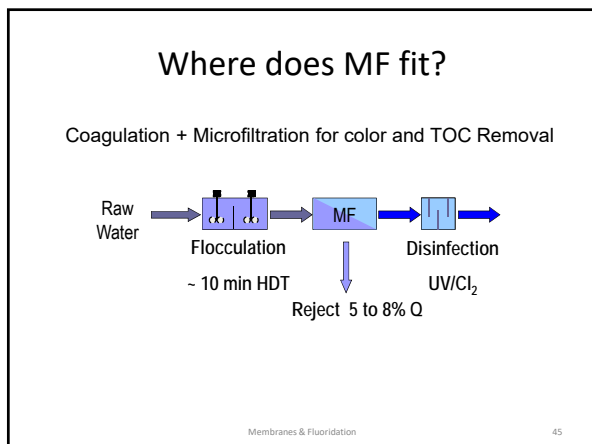 Where does MF fit?
Coagulation + Microfiltration for color and TOC Removal
Raw
Water
MF
Flocculation
Disinfection
~ 10 min HDT
UV/Cl₂
Reject 5 to 8% Q
Membranes & Fluoridation
45